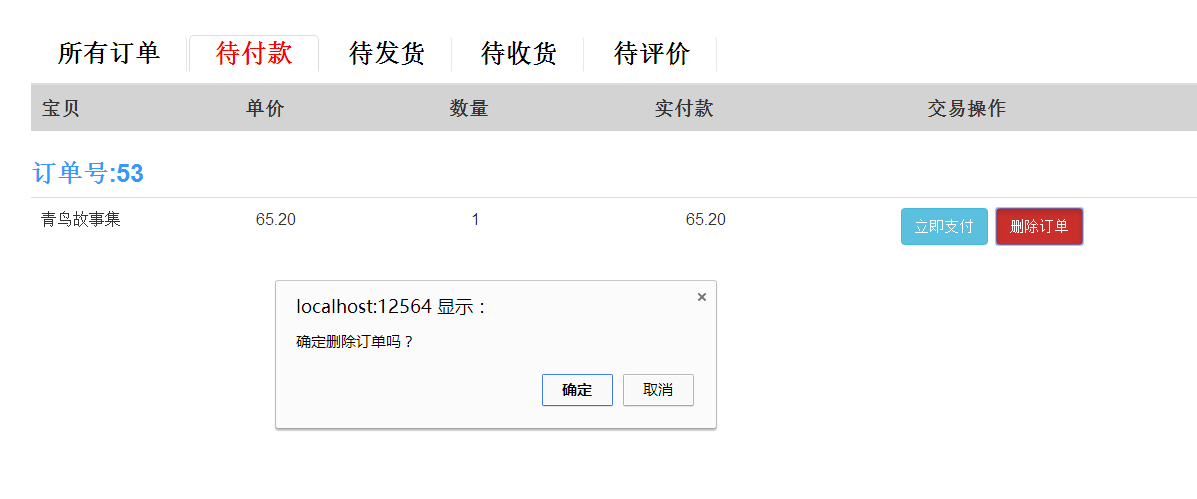 所有订单 待付款 待发货 待收货 待评价
宝贝 单价 数量 实付款 交易操作
订单号:53
青鸟故事集 65.20 1 65.20 立即支付 删除订单
localhost:12564 显示：
确定删除订单吗？
确定 取消